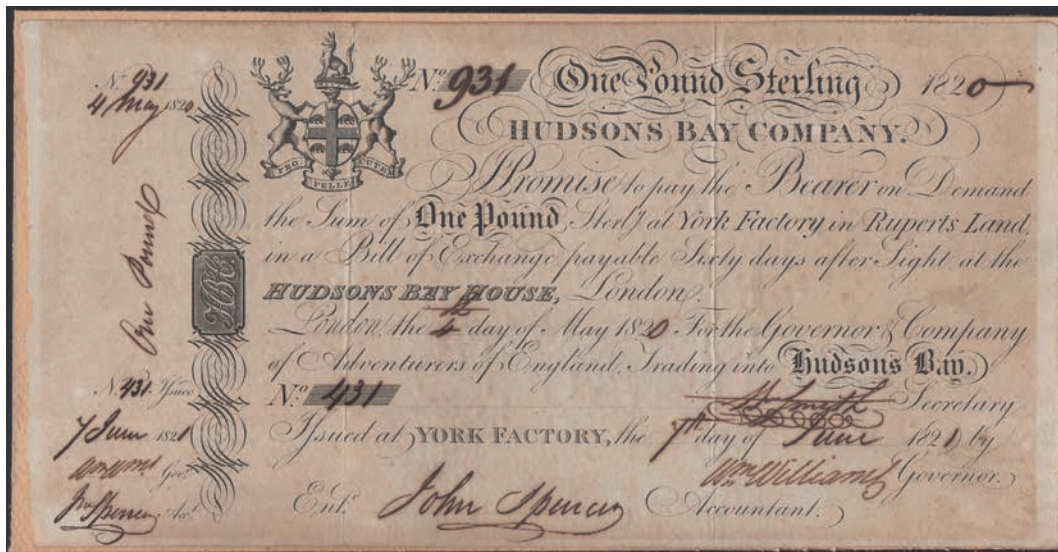 No. 931
4 May 1820
One Pound
HBC
No. 431. Issued
7 June 1821
Wm Wms Gov.
Jn Spencer Acct.
PRO PELLE CUTEM
No. 931 One Pound Sterling 1820
HUDSONS BAY COMPANY.
I Promise to pay the Bearer on Demand
the Sum of One Pound Sterl'g at York Factory in Ruperts Land,
in a Bill of Exchange payable Sixty days after Sight at the
HUDSONS BAY HOUSE, London.
London, the 4th day of May 1820 For the Governor & Company
of Adventurers of England, Trading into Hudsons Bay.
No. 431 Smyth Secretary
Issued at YORK FACTORY, the 7th day of June 1821 by
Wm Williams Governor.
Entd. John Spencer Accountant.